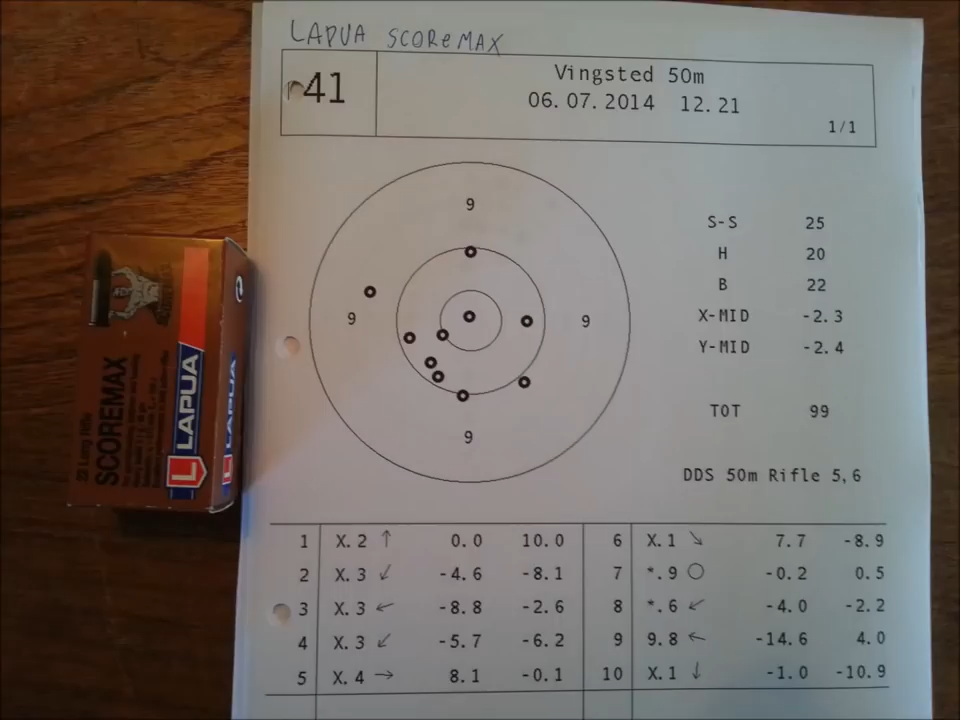 LAPUA SCOREMAX
41
Vingsted 50m
06.07.2014 12.21
1/1
9
9
9
9
S-S 25
H 20
B 22
X-MID -2.3
Y-MID -2.4
TOT 99
DDS 50m Rifle 5,6
1 X.2 ↑ 0.0 10.0 6 X.1 ↘ 7.7 -8.9
2 X.3 ↙ -4.6 -8.1 7 *.9 ○ -0.2 0.5
3 X.3 ← -8.8 -2.6 8 *.6 ↙ -4.0 -2.2
4 X.3 ↙ -5.7 -6.2 9 9.8 ← -14.6 4.0
5 X.4 → 8.1 -0.1 10 X.1 ↓ -1.0 -10.9
22 Long Rifle
SCOREMAX
L LAPUA
L LAPUA